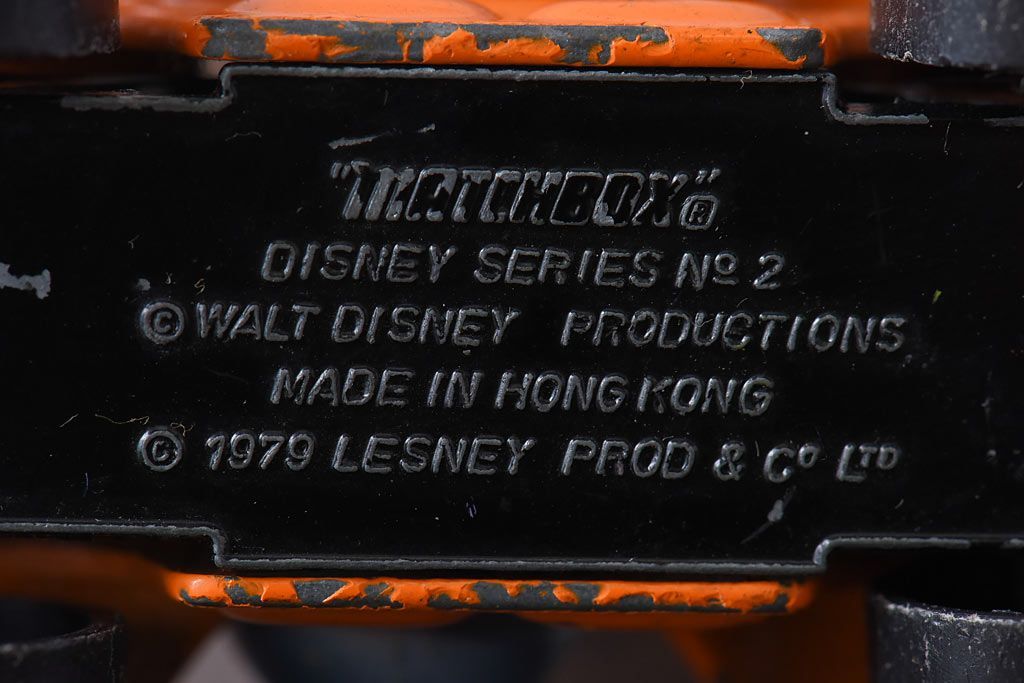 "MATCHBOX"®
DISNEY SERIES Nº 2
© WALT DISNEY PRODUCTIONS
MADE IN HONG KONG
© 1979 LESNEY PROD & Cº LTD